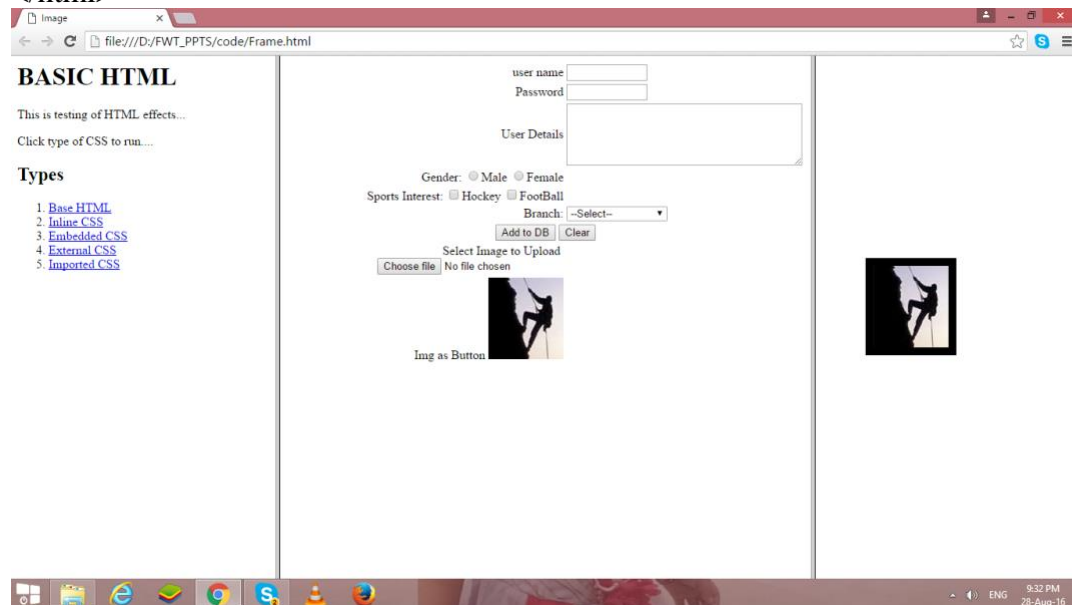 </html>
Image
file:///D:/FWT_PPTS/code/Frame.html
BASIC HTML
This is testing of HTML effects...
Click type of CSS to run....
Types
1. Base HTML
2. Inline CSS
3. Embedded CSS
4. External CSS
5. Imported CSS
user name
Password
User Details
Gender: Male Female
Sports Interest: Hockey FootBall
Branch: --Select--
Add to DB Clear
Select Image to Upload
Choose file No file chosen
Img as Button
ENG 9:32 PM
28-Aug-16